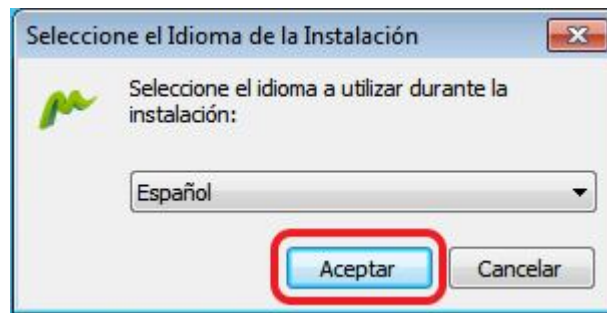 Seleccione el Idioma de la Instalación
Seleccione el idioma a utilizar durante la
instalación:
Español
Aceptar
Cancelar